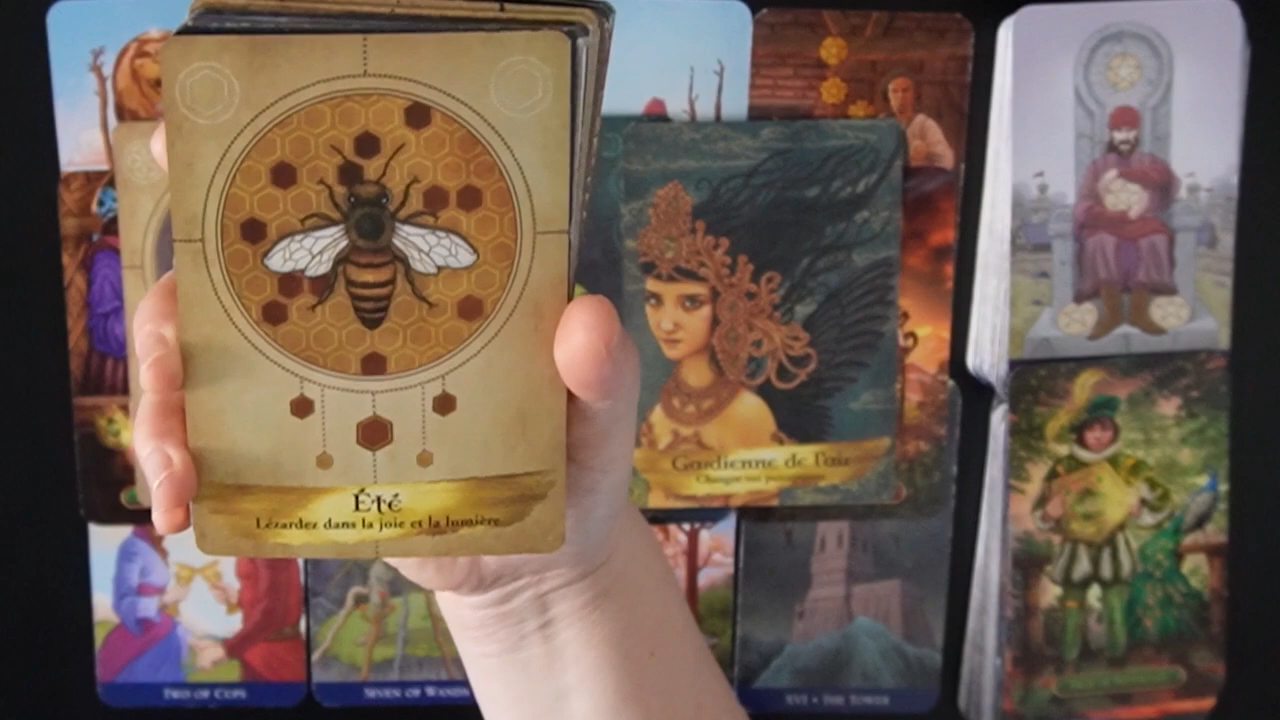 Été
Lézardez dans la joie et la lumière
Gardienne de l'air
TWO OF CUPS
SEVEN OF WANDS
XVI • THE TOWER